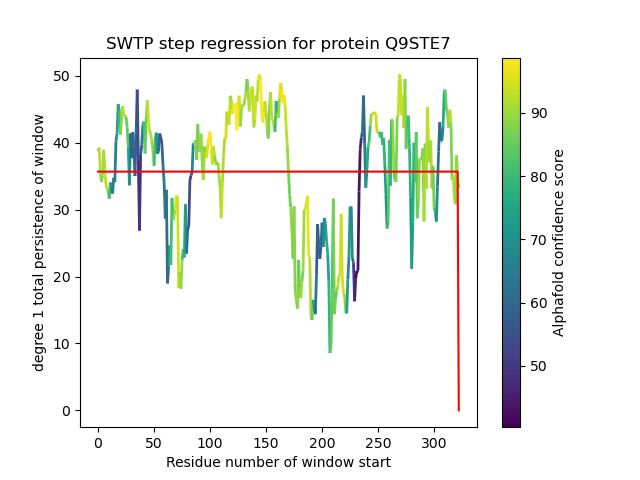 SWTP step regression for protein Q9STE7
degree 1 total persistence of window
50
40
30
20
10
0
0 50 100 150 200 250 300
Residue number of window start
90
80
70
60
50
Alphafold confidence score